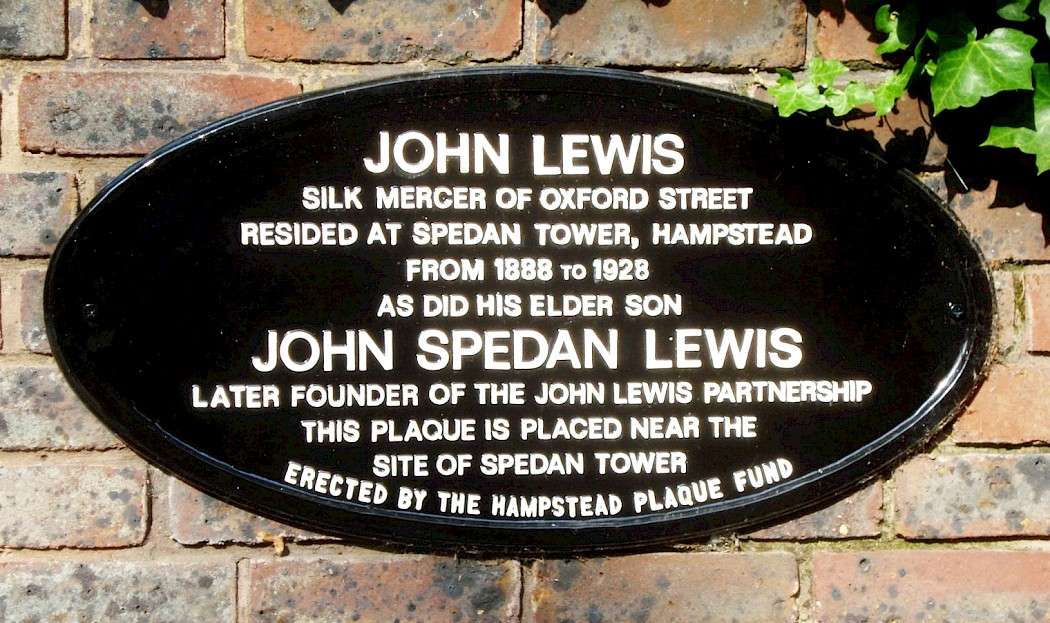 JOHN LEWIS
SILK MERCER OF OXFORD STREET
RESIDED AT SPEDAN TOWER, HAMPSTEAD
FROM 1888 TO 1928
AS DID HIS ELDER SON
JOHN SPEDAN LEWIS
LATER FOUNDER OF THE JOHN LEWIS PARTNERSHIP
THIS PLAQUE IS PLACED NEAR THE
SITE OF SPEDAN TOWER
ERECTED BY THE HAMPSTEAD PLAQUE FUND